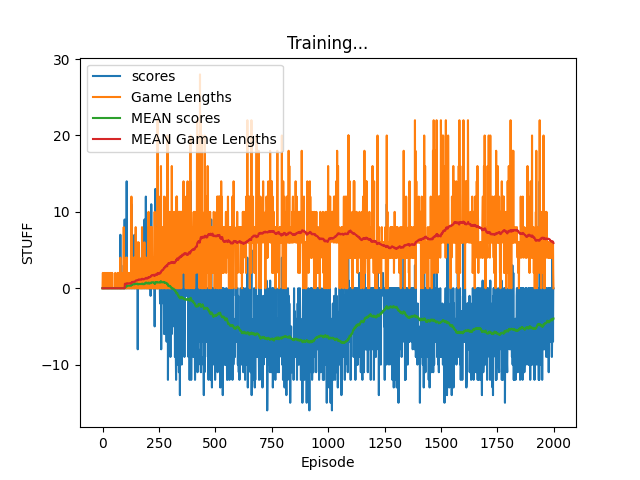 Training...
30
20
10
0
−10
STUFF
scores
Game Lengths
MEAN scores
MEAN Game Lengths
0 250 500 750 1000 1250 1500 1750 2000
Episode